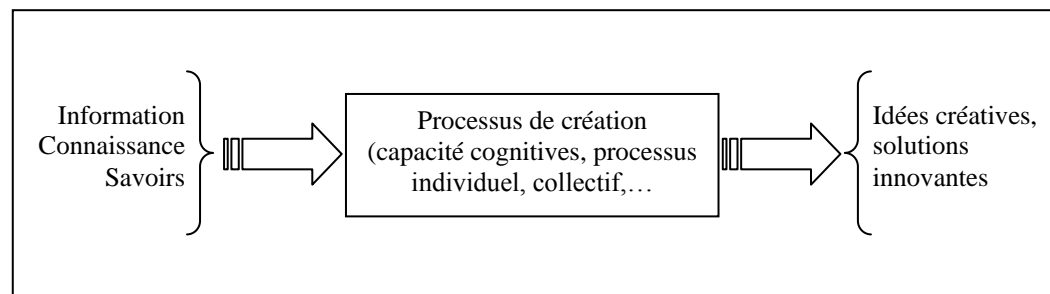 Information
Connaissance
Savoirs
Processus de création
(capacité cognitives, processus
individuel, collectif,…
Idées créatives,
solutions
innovantes